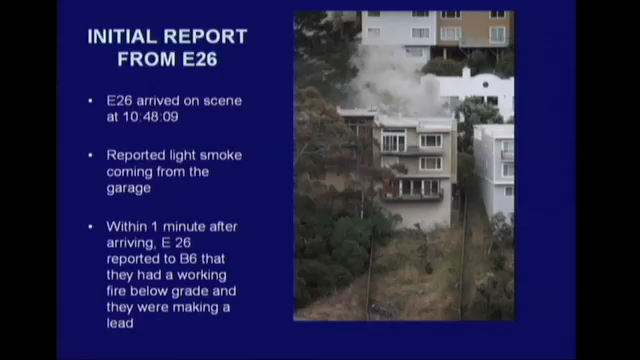 INITIAL REPORT
FROM E26
• E26 arrived on scene
at 10:48:09
• Reported light smoke
coming from the
garage
• Within 1 minute after
arriving, E 26
reported to B6 that
they had a working
fire below grade and
they were making a
lead